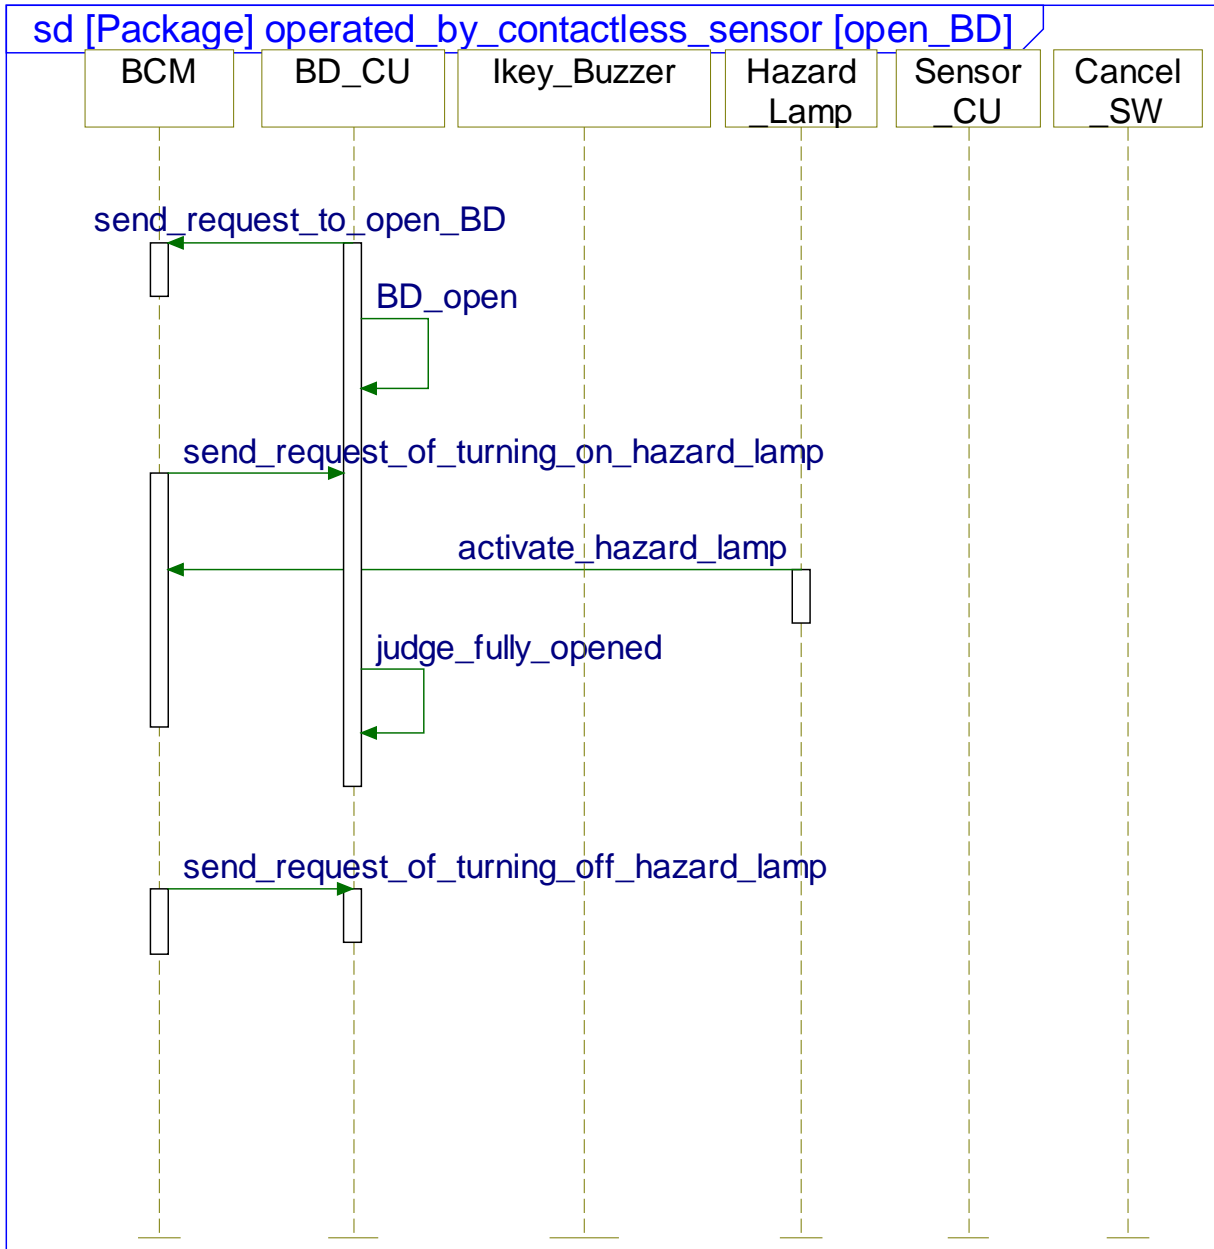 sd [Package] operated_by_contactless_sensor [open_BD]
BCM
BD_CU
Ikey_Buzzer
Hazard
_Lamp
Sensor
_CU
Cancel
_SW
send_request_to_open_BD
BD_open
send_request_of_turning_on_hazard_lamp
activate_hazard_lamp
judge_fully_opened
send_request_of_turning_off_hazard_lamp